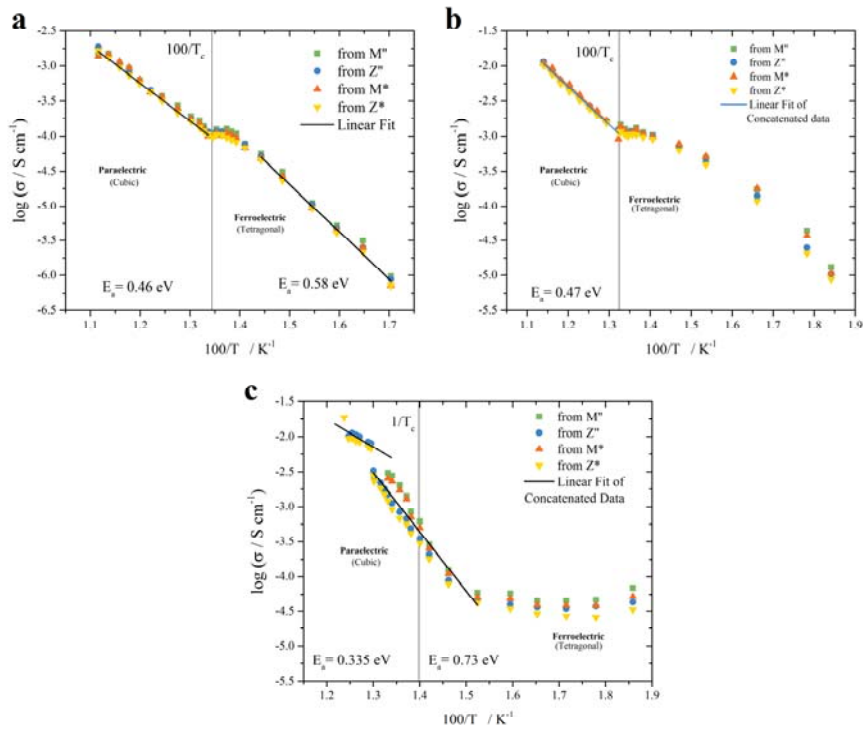 a
-2.5
-3.0
-3.5
-4.0
-4.5
-5.0
-5.5
-6.0
-6.5
log (σ / S cm⁻¹)
100/T_c
from M"
from Z"
from M*
from Z*
Linear Fit
Paraelectric
(Cubic)
Ferroelectric
(Tetragonal)
E_a = 0.46 eV
E_a = 0.58 eV
1.1 1.2 1.3 1.4 1.5 1.6 1.7
100/T / K⁻¹
b
-1.5
-2.0
-2.5
-3.0
-3.5
-4.0
-4.5
-5.0
-5.5
log (σ / S cm⁻¹)
100/T_c
from M"
from Z"
from M*
from Z*
Linear Fit of
Concatenated data
Paraelectric
(Cubic)
Ferroelectric
(Tetragonal)
E_a = 0.47 eV
1.1 1.2 1.3 1.4 1.5 1.6 1.7 1.8 1.9
100/T / K⁻¹
c
-1.5
-2.0
-2.5
-3.0
-3.5
-4.0
-4.5
-5.0
-5.5
log (σ / S cm⁻¹)
1/T_c
from M"
from Z"
from M*
from Z*
Linear Fit of
Concatenated Data
Paraelectric
(Cubic)
Ferroelectric
(Tetragonal)
E_a = 0.335 eV
E_a = 0.73 eV
1.2 1.3 1.4 1.5 1.6 1.7 1.8 1.9
100/T / K⁻¹